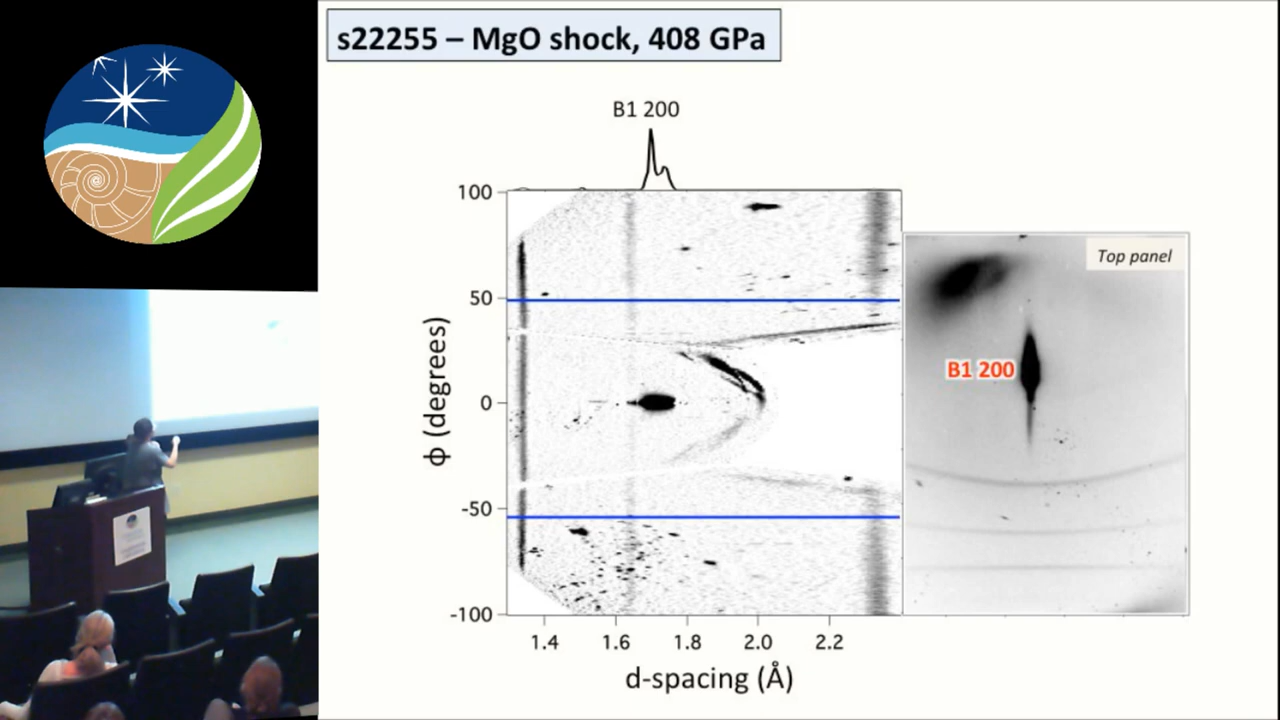 s22255 – MgO shock, 408 GPa
B1 200
100
50
0
-50
-100
ϕ (degrees)
1.4 1.6 1.8 2.0 2.2
d-spacing (Å)
Top panel
B1 200